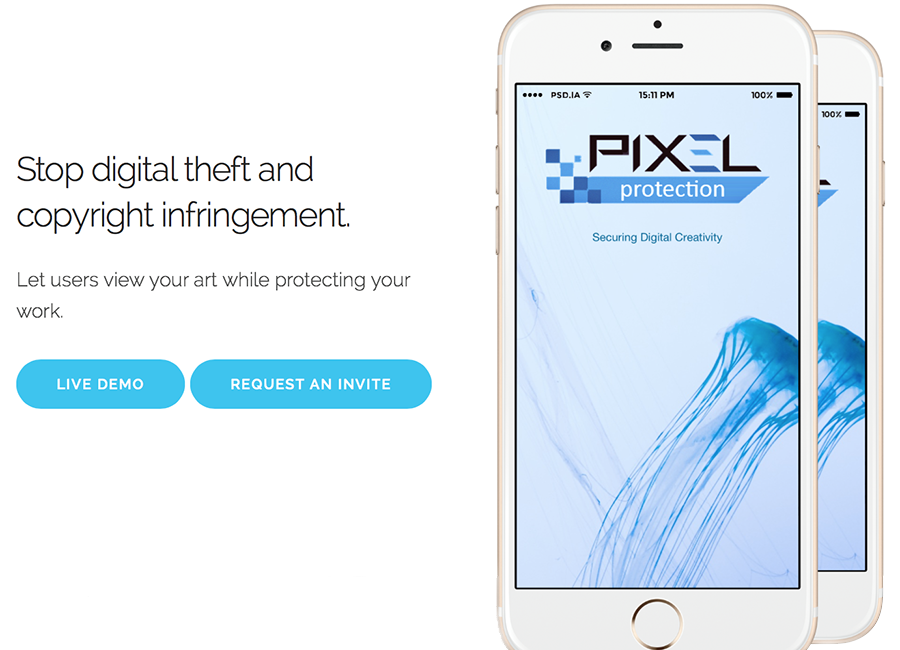 Stop digital theft and
copyright infringement.
Let users view your art while protecting your
work.
LIVE DEMO
REQUEST AN INVITE
PSD.IA
15:11 PM
100%
PIXEL
protection
Securing Digital Creativity
100%